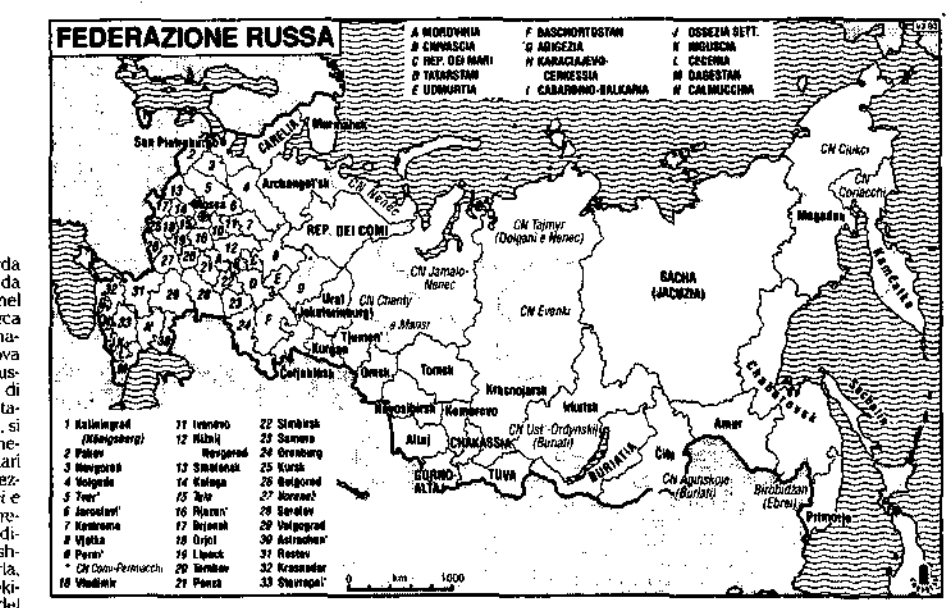 FEDERAZIONE RUSSA
A MORDOVINIA
B CIUVASCIA
C REP. DEI MARI
D TATARSTAN
E UDMURTIA
F BASCHORTOSTAN
G ADIGEZIA
H KARACIAJEVO-
CERKESSIA
I CABARDINO-BALKARIA
J OSSEZIA SETT.
K INGUSCIA
L CECENIA
M DAGESTAN
N CALMUCCHIA
San Pietroburgo
CARELIA
Murmansk
Archangel'sk
CN Nenec
REP. DEI COMI
Mosca
CN Jamalo-
Nenec
CN Chanty
e Mansi
Ural
(Jekaterinburg)
Tjumen'
Kurgan
Celjabinsk
Omsk
Tomsk
Novosibirsk
Kemerovo
Altaj
CHAKASSIA
GORNO-
ALTAJ
TUVA
CN Tajmyr
(Dolgani e Nenec)
CN Evenki
Krasnojarsk
Irkutsk
CN Ust'-Ordynskij
(Buriati)
BURIATIA
Cita
CN Aginskoje
(Buriati)
SACHA
(JACUZIA)
CN Ciukci
CN
Coriacchi
Magadan
Kamčatka
Chabarovsk
Sachalin
Amur
Birobidzan
(Ebrei)
Primorje
1 Kaliningrad
(Königsberg)
2 Pskov
3 Novgorod
4 Vologda
5 Tver'
6 Jaroslavl'
7 Kostroma
8 Vjatka
9 Perm'
* CN Comi-Permiacchi
10 Vladimir
11 Ivanovo
12 Nižnij
Novgorod
13 Smolensk
14 Kaluga
15 Tula
16 Rjazan'
17 Brjansk
18 Orjol
19 Lipeck
20 Tambov
21 Penza
22 Simbirsk
23 Samara
24 Orenburg
25 Kursk
26 Belgorod
27 Voronež
28 Saratov
29 Volgograd
30 Astrachan'
31 Rostov
32 Krasnodar
33 Stavropol'
0 km 1000